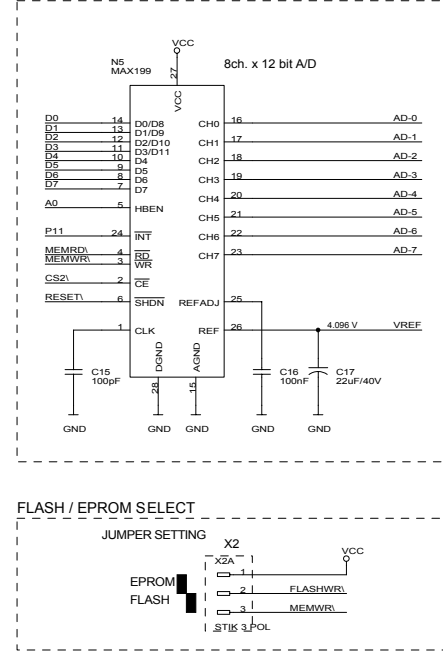 VCC
N5
MAX199
8ch. x 12 bit A/D
27
VCC
D0 14 D0/D8 CH0 16 AD-0
D1 13 D1/D9 CH1 17 AD-1
D2 12 D2/D10 CH2 18 AD-2
D3 11 D3/D11 CH3 19 AD-3
D4 10 D4 CH4 20 AD-4
D5 9 D5 CH5 21 AD-5
D6 8 D6 CH6 22 AD-6
D7 7 D7 CH7 23 AD-7
A0 5 HBEN
P11 24 INT
MEMRD\ 4 RD
MEMWR\ 3 WR
CS2\ 2 CE
RESET\ 6 SHDN REFADJ 25
1 CLK REF 26 4.096 V VREF
DGND AGND
28 15
C15
100pF
C16
100nF
C17
22uF/40V
GND GND GND GND GND
FLASH / EPROM SELECT
JUMPER SETTING
X2
X2A
VCC
1
EPROM
2 FLASHWR\
FLASH
3 MEMWR\
STIK 3 POL